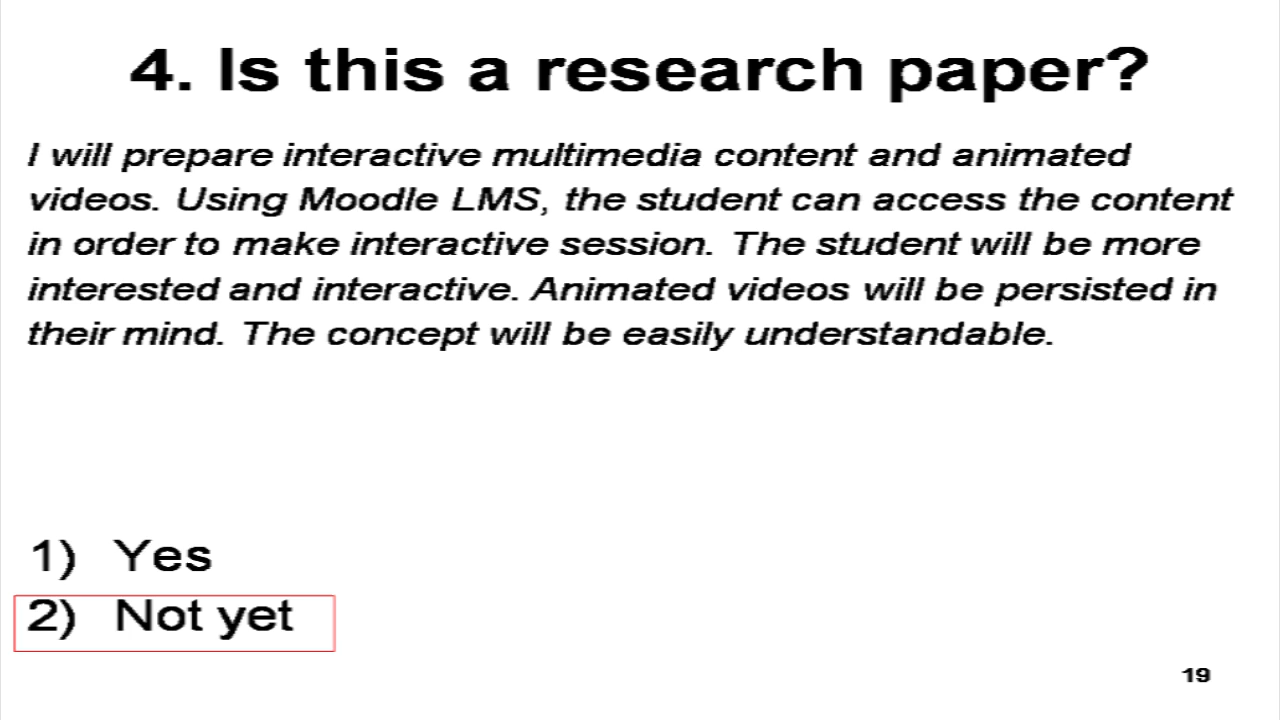 4. Is this a research paper?
I will prepare interactive multimedia content and animated
videos. Using Moodle LMS, the student can access the content
in order to make interactive session. The student will be more
interested and interactive. Animated videos will be persisted in
their mind. The concept will be easily understandable.
1) Yes
2) Not yet
19